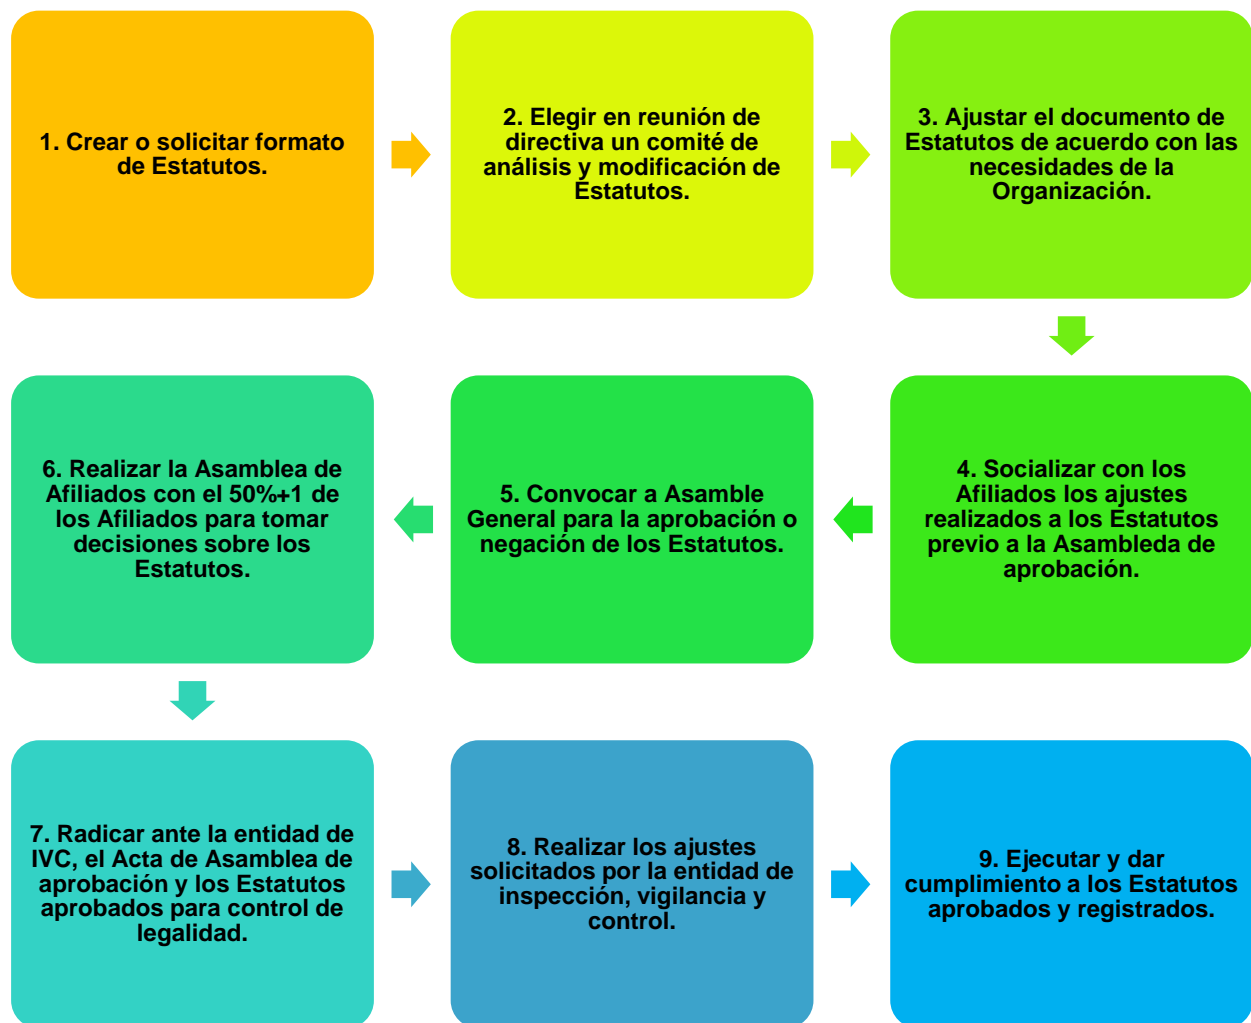 1. Crear o solicitar formato
de Estatutos.
2. Elegir en reunión de
directiva un comité de
análisis y modificación de
Estatutos.
3. Ajustar el documento de
Estatutos de acuerdo con las
necesidades de la
Organización.
4. Socializar con los
Afiliados los ajustes
realizados a los Estatutos
previo a la Asambleda de
aprobación.
5. Convocar a Asamble
General para la aprobación o
negación de los Estatutos.
6. Realizar la Asamblea de
Afiliados con el 50%+1 de
los Afiliados para tomar
decisiones sobre los
Estatutos.
7. Radicar ante la entidad de
IVC, el Acta de Asamblea de
aprobación y los Estatutos
aprobados para control de
legalidad.
8. Realizar los ajustes
solicitados por la entidad de
inspección, vigilancia y
control.
9. Ejecutar y dar
cumplimiento a los Estatutos
aprobados y registrados.